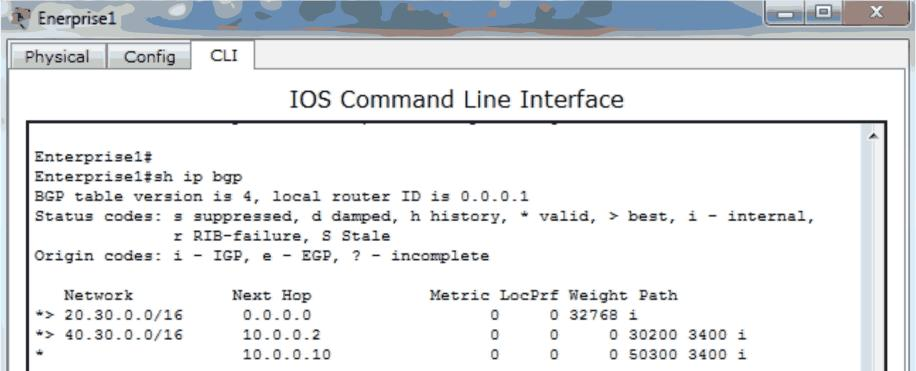 Enerprise1
Physical Config CLI
IOS Command Line Interface
Enterprise1#
Enterprise1#sh ip bgp
BGP table version is 4, local router ID is 0.0.0.1
Status codes: s suppressed, d damped, h history, * valid, > best, i - internal,
r RIB-failure, S Stale
Origin codes: i - IGP, e - EGP, ? - incomplete
Network Next Hop Metric LocPrf Weight Path
*> 20.30.0.0/16 0.0.0.0 0 0 32768 i
*> 40.30.0.0/16 10.0.0.2 0 0 0 30200 3400 i
* 10.0.0.10 0 0 0 50300 3400 i